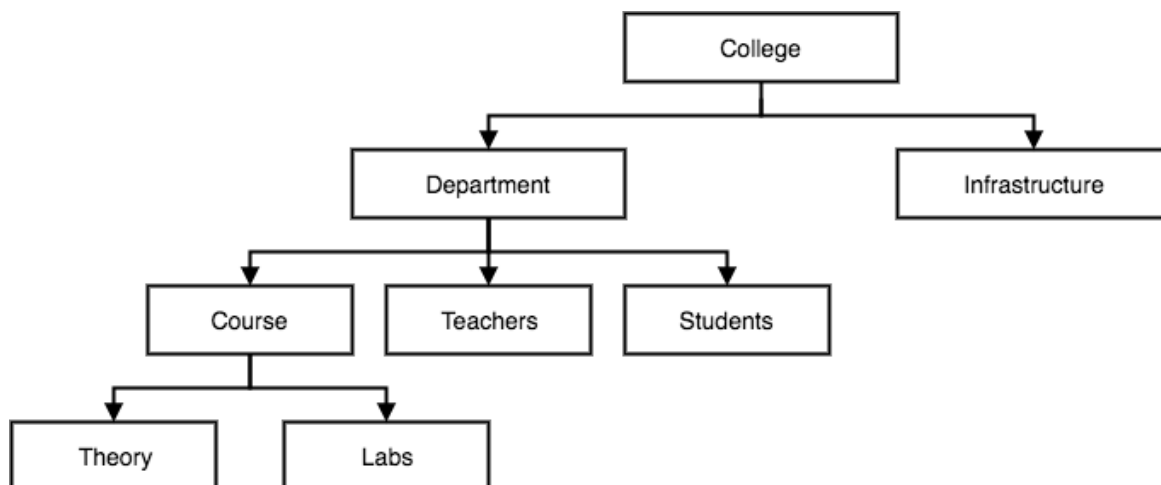 College
Department
Infrastructure
Course
Teachers
Students
Theory
Labs